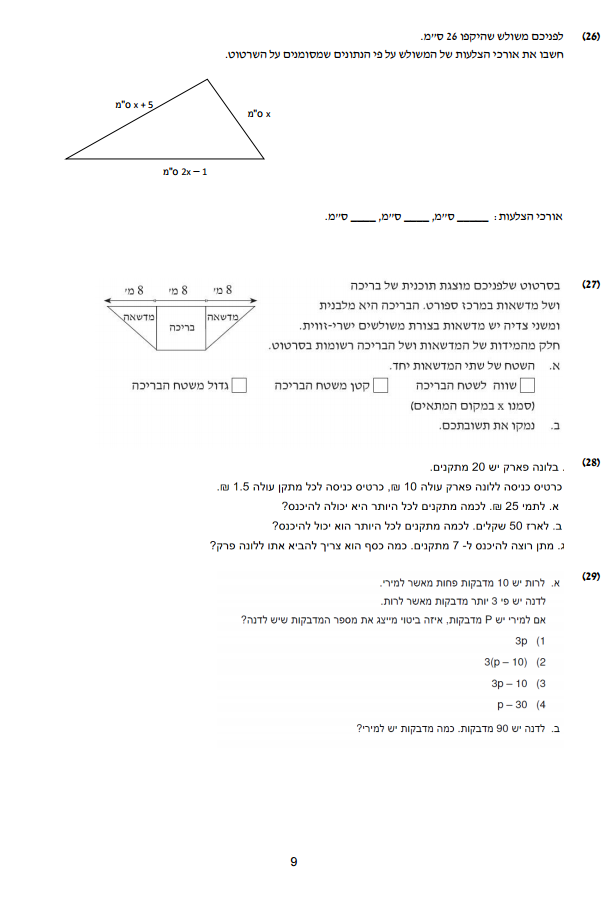 (26) לפניכם משולש שהיקפו 26 ס״מ.
חשבו את אורכי הצלעות של המשולש על פי הנתונים שמסומנים על השרטוט.
x + 5 ס"מ
x ס"מ
2x – 1 ס"מ
אורכי הצלעות: _____ ס״מ, ____ ס״מ, ____ ס״מ.
(27) בסרטוט שלפניכם מוצגת תוכנית של בריכה
ושל מדשאות במרכז ספורט. הבריכה היא מלבנית
ומשני צדיה יש מדשאות בצורת משולשים ישרי-זווית.
חלק מהמידות של המדשאות ושל הבריכה רשומות בסרטוט.
8 מ׳ 8 מ׳ 8 מ׳
מדשאה בריכה מדשאה
א. השטח של שתי המדשאות יחד.
שווה לשטח הבריכה קטן משטח הבריכה גדול משטח הבריכה
(סמנו x במקום המתאים)
ב. נמקו את תשובתכם.
(28) . בלונה פארק יש 20 מתקנים.
כרטיס כניסה ללונה פארק עולה 10 ₪, כרטיס כניסה לכל מתקן עולה 1.5 ₪.
א. לתמי 25 ₪. לכמה מתקנים לכל היותר היא יכולה להיכנס?
ב. לארז 50 שקלים. לכמה מתקנים לכל היותר הוא יכול להיכנס?
ג. מתן רוצה להיכנס ל- 7 מתקנים. כמה כסף הוא צריך להביא אתו ללונה פרק?
(29) א. לרות יש 10 מדבקות פחות מאשר למירי.
לדנה יש פי 3 יותר מדבקות מאשר לרות.
אם למירי יש P מדבקות, איזה ביטוי מייצג את מספר המדבקות שיש לדנה?
1) 3p
2) 3(p – 10)
3) 3p – 10
4) p – 30
ב. לדנה יש 90 מדבקות. כמה מדבקות יש למירי?
9